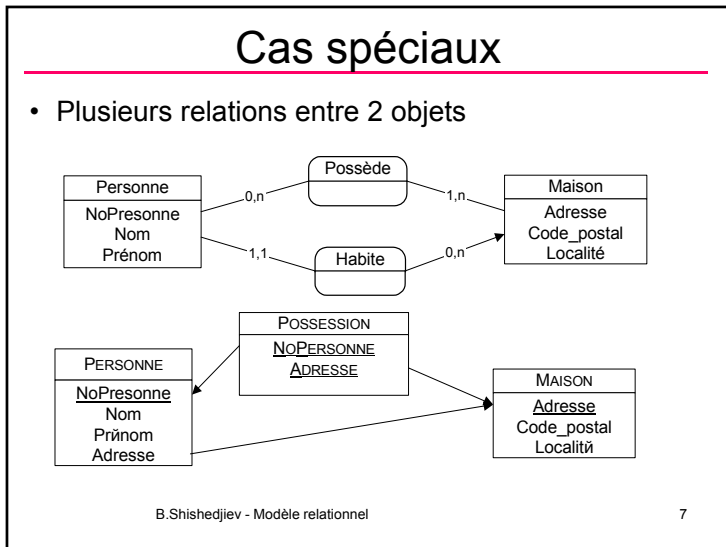 Cas spéciaux
• Plusieurs relations entre 2 objets
Possède
Personne
NoPresonne
Nom
Prénom
0,n
1,n
Maison
Adresse
Code_postal
Localité
1,1
Habite
0,n
POSSESSION
NOPERSONNE
ADRESSE
PERSONNE
NoPresonne
Nom
Prйnom
Adresse
MAISON
Adresse
Code_postal
Localitй
B.Shishedjiev - Modèle relationnel
7